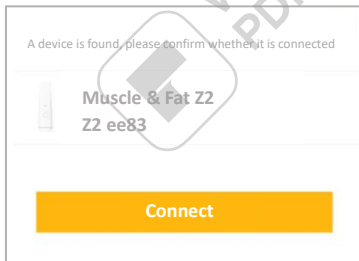 A device is found, please confirm whether it is connected
Muscle & Fat Z2
Z2 ee83
Connect